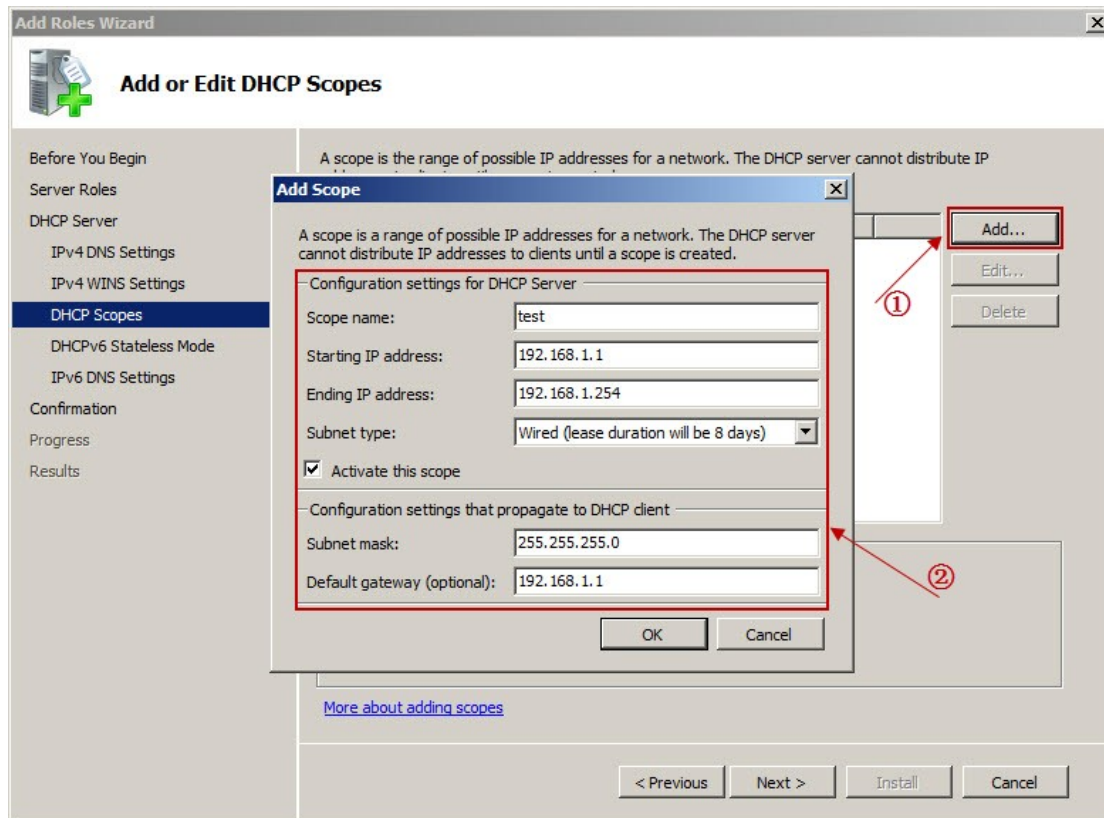 Add Roles Wizard
Add or Edit DHCP Scopes
Before You Begin
Server Roles
DHCP Server
IPv4 DNS Settings
IPv4 WINS Settings
DHCP Scopes
DHCPv6 Stateless Mode
IPv6 DNS Settings
Confirmation
Progress
Results
A scope is the range of possible IP addresses for a network. The DHCP server cannot distribute IP
Add...
Edit...
Delete
①
Add Scope
A scope is a range of possible IP addresses for a network. The DHCP server
cannot distribute IP addresses to clients until a scope is created.
Configuration settings for DHCP Server
Scope name: test
Starting IP address: 192.168.1.1
Ending IP address: 192.168.1.254
Subnet type: Wired (lease duration will be 8 days)
Activate this scope
Configuration settings that propagate to DHCP client
Subnet mask: 255.255.255.0
Default gateway (optional): 192.168.1.1
②
OK Cancel
More about adding scopes
< Previous Next > Install Cancel